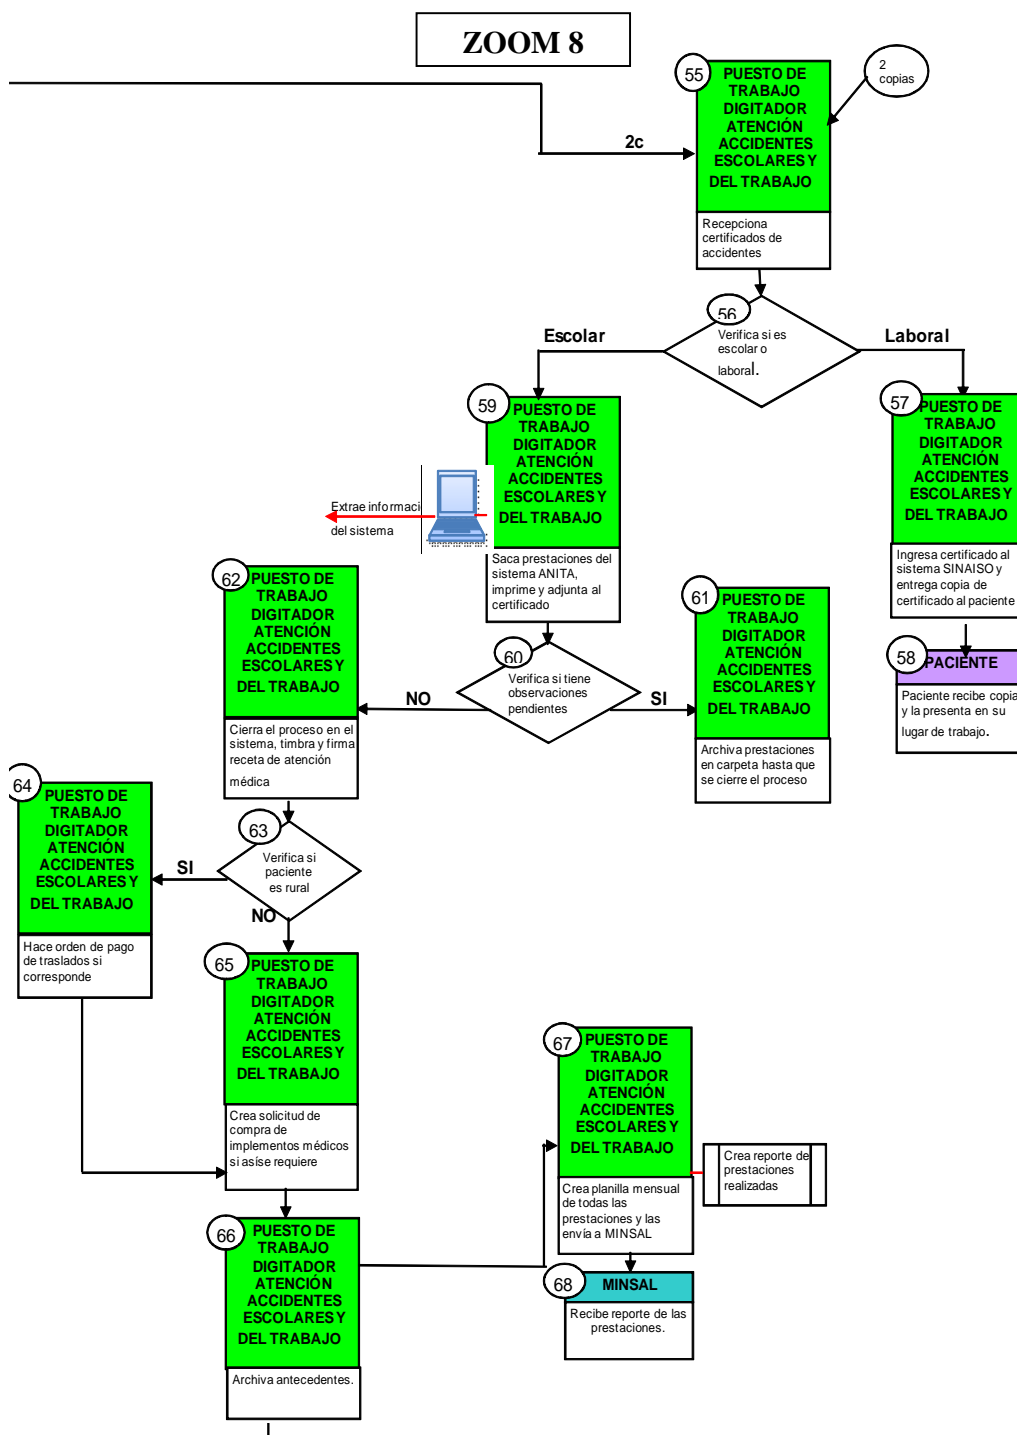 ZOOM 8
55
PUESTO DE
TRABAJO
DIGITADOR
ATENCIÓN
ACCIDENTES
ESCOLARES Y
DEL TRABAJO
2
copias
2c
Recepciona
certificados de
accidentes
56
Verifica si es
escolar o
laboral.
Escolar
Laboral
59
PUESTO DE
TRABAJO
DIGITADOR
ATENCIÓN
ACCIDENTES
ESCOLARES Y
DEL TRABAJO
Extrae informaci
del sistema
Saca prestaciones del
sistema ANITA,
imprime y adjunta al
certificado
57
PUESTO DE
TRABAJO
DIGITADOR
ATENCIÓN
ACCIDENTES
ESCOLARES Y
DEL TRABAJO
Ingresa certificado al
sistema SINAISO y
entrega copia de
certificado al paciente
58
PACIENTE
Paciente recibe copia
y la presenta en su
lugar de trabajo.
60
Verifica si tiene
observaciones
pendientes
NO
SI
61
PUESTO DE
TRABAJO
DIGITADOR
ATENCIÓN
ACCIDENTES
ESCOLARES Y
DEL TRABAJO
Archiva prestaciones
en carpeta hasta que
se cierre el proceso
62
PUESTO DE
TRABAJO
DIGITADOR
ATENCIÓN
ACCIDENTES
ESCOLARES Y
DEL TRABAJO
Cierra el proceso en el
sistema, timbra y firma
receta de atención
médica
63
Verifica si
paciente
es rural
SI
NO
64
PUESTO DE
TRABAJO
DIGITADOR
ATENCIÓN
ACCIDENTES
ESCOLARES Y
DEL TRABAJO
Hace orden de pago
de traslados si
corresponde
65
PUESTO DE
TRABAJO
DIGITADOR
ATENCIÓN
ACCIDENTES
ESCOLARES Y
DEL TRABAJO
Crea solicitud de
compra de
implementos médicos
si asíse requiere
66
PUESTO DE
TRABAJO
DIGITADOR
ATENCIÓN
ACCIDENTES
ESCOLARES Y
DEL TRABAJO
Archiva antecedentes.
67
PUESTO DE
TRABAJO
DIGITADOR
ATENCIÓN
ACCIDENTES
ESCOLARES Y
DEL TRABAJO
Crea planilla mensual
de todas las
prestaciones y las
envía a MINSAL
Crea reporte de
prestaciones
realizadas
68
MINSAL
Recibe reporte de las
prestaciones.